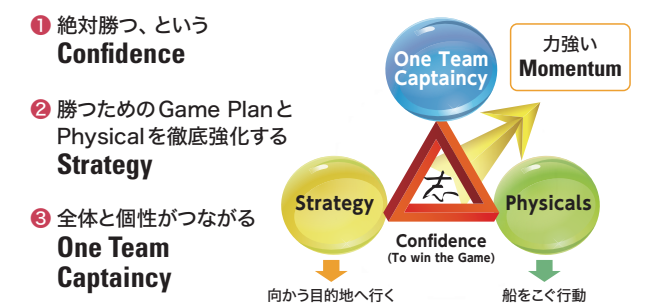 ❶ 絶対勝つ、という
Confidence
❷ 勝つためのGame Planと
Physicalを徹底強化する
Strategy
❸ 全体と個性がつながる
One Team
Captaincy
One Team
Captaincy
力強い
Momentum
志
Strategy
Physicals
Confidence
(To win the Game)
向かう目的地へ行く
船をこぐ行動